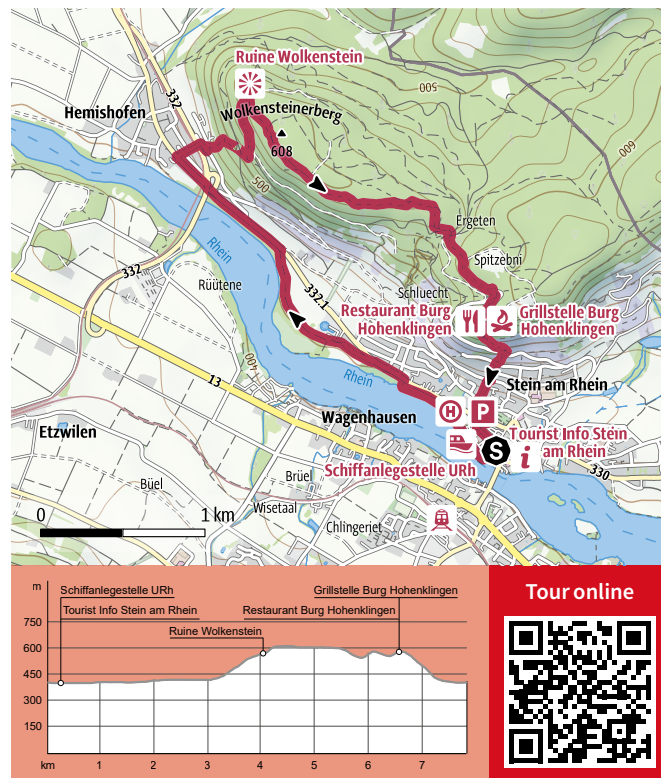 Ruine Wolkenstein
332
Hemishofen
Wolkensteinerberg
608
500
500
600
Ergeten
Spitzebni
Rhein
332
Rüütene
332.1
Schluecht
Restaurant Burg
Hohenklingen
Grillstelle Burg
Hohenklingen
400
13
Rhein
Stein am Rhein
H
P
Wagenhausen
Etzwilen
S
Tourist Info Stein
am Rhein
i
Schiffanlegestelle URh
330
Büel
Brüel
Wisetaal
Chlingeriet
0
1 km
m
Schiffanlegestelle URh
Grillstelle Burg Hohenklingen
Tourist Info Stein am Rhein
Restaurant Burg Hohenklingen
Ruine Wolkenstein
750
600
450
300
150
km
1
2
3
4
5
6
7
Tour online